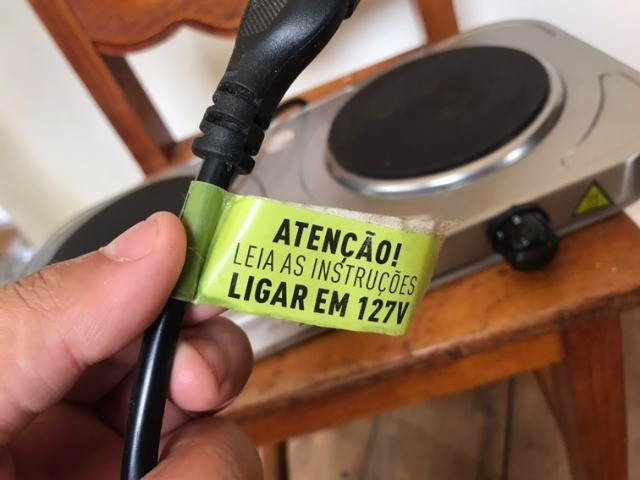 ATENÇÃO!
LEIA AS INSTRUÇÕES
LIGAR EM 127V